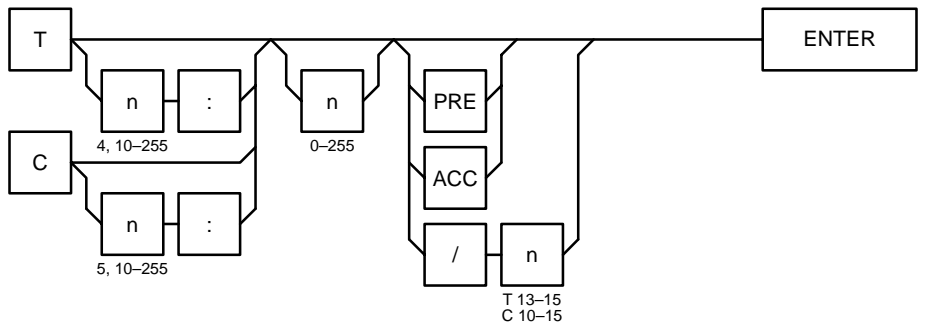 T
ENTER
n
:
n
PRE
4, 10–255
0–255
C
ACC
n
:
/
n
5, 10–255
T 13–15
C 10–15